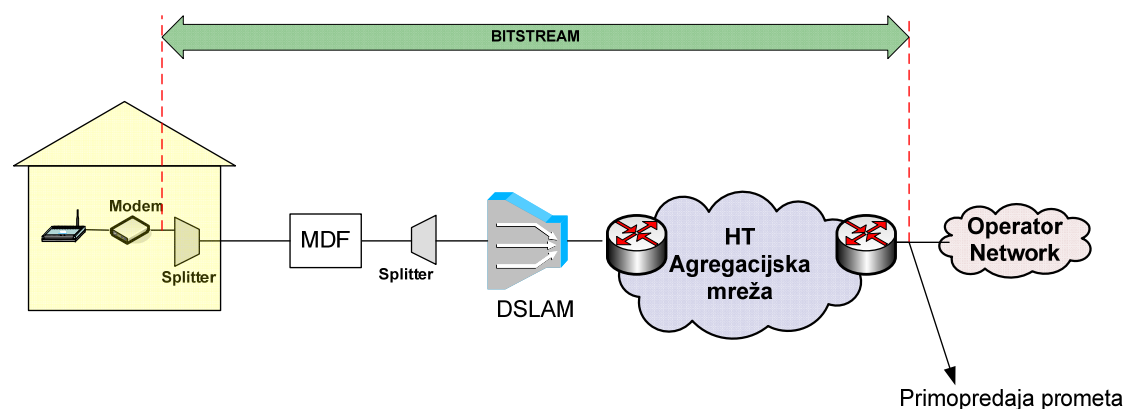 BITSTREAM
Modem
Splitter
MDF
Splitter
DSLAM
HT
Agregacijska
mreža
Operator
Network
Primopredaja prometa